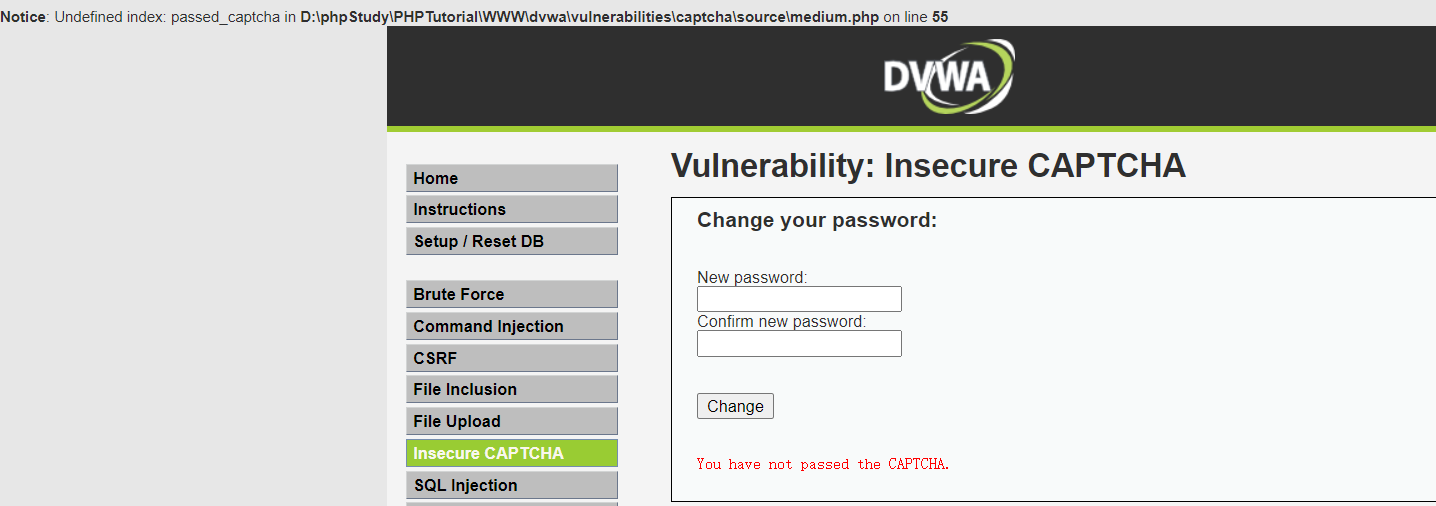 Notice: Undefined index: passed_captcha in D:\phpStudy\PHPTutorial\WWW\dvwa\vulnerabilities\captcha\source\medium.php on line 55
DVWA
Vulnerability: Insecure CAPTCHA
Home
Instructions
Setup / Reset DB
Brute Force
Command Injection
CSRF
File Inclusion
File Upload
Insecure CAPTCHA
SQL Injection
Change your password:
New password:
Confirm new password:
Change
You have not passed the CAPTCHA.